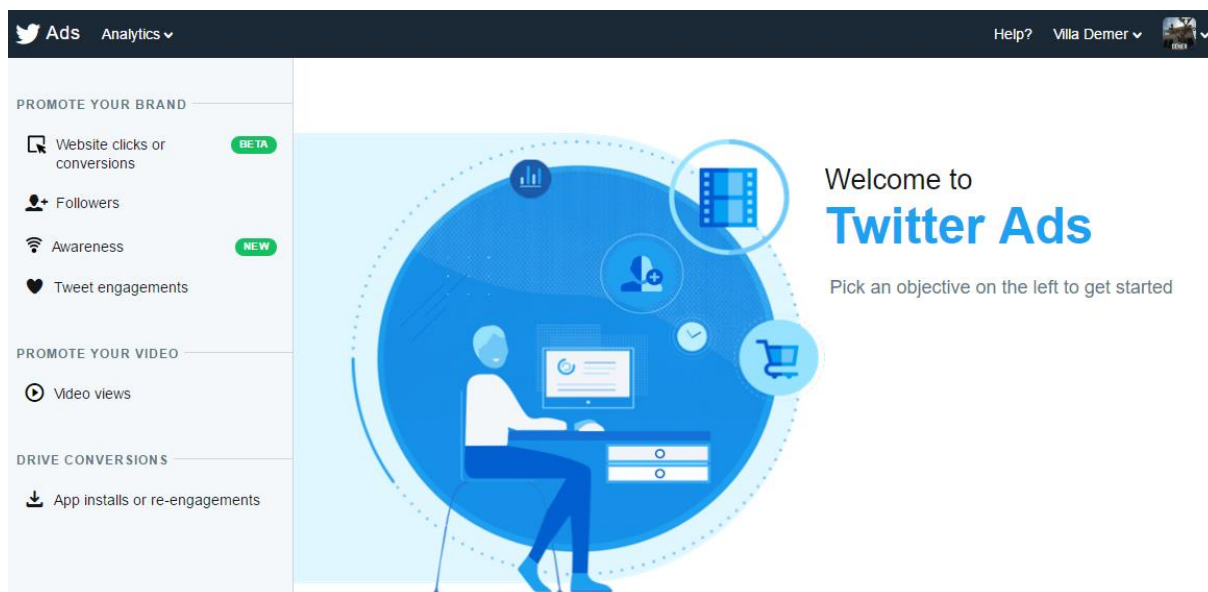 Ads Analytics Help? Villa Demer
PROMOTE YOUR BRAND
Website clicks or BETA
conversions
Followers
Awareness NEW
Tweet engagements
PROMOTE YOUR VIDEO
Video views
DRIVE CONVERSIONS
App installs or re-engagements
Welcome to
Twitter Ads
Pick an objective on the left to get started